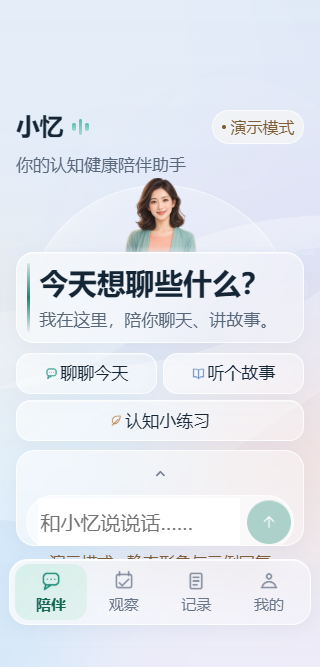 小忆
演示模式
你的认知健康陪伴助手
今天想聊些什么？
我在这里，陪你聊天、讲故事。
聊聊今天
听个故事
认知小练习
和小忆说说话……
陪伴
观察
记录
我的